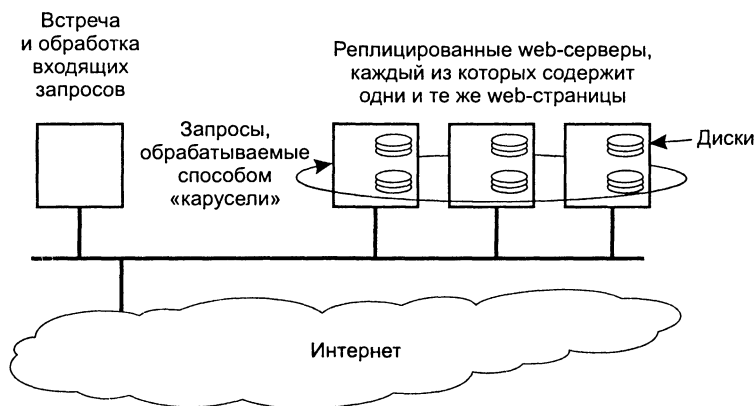 Встреча
и обработка
входящих
запросов
Реплицированные web-серверы,
каждый из которых содержит
одни и те же web-страницы
Запросы,
обрабатываемые
способом
«карусели»
Диски
Интернет